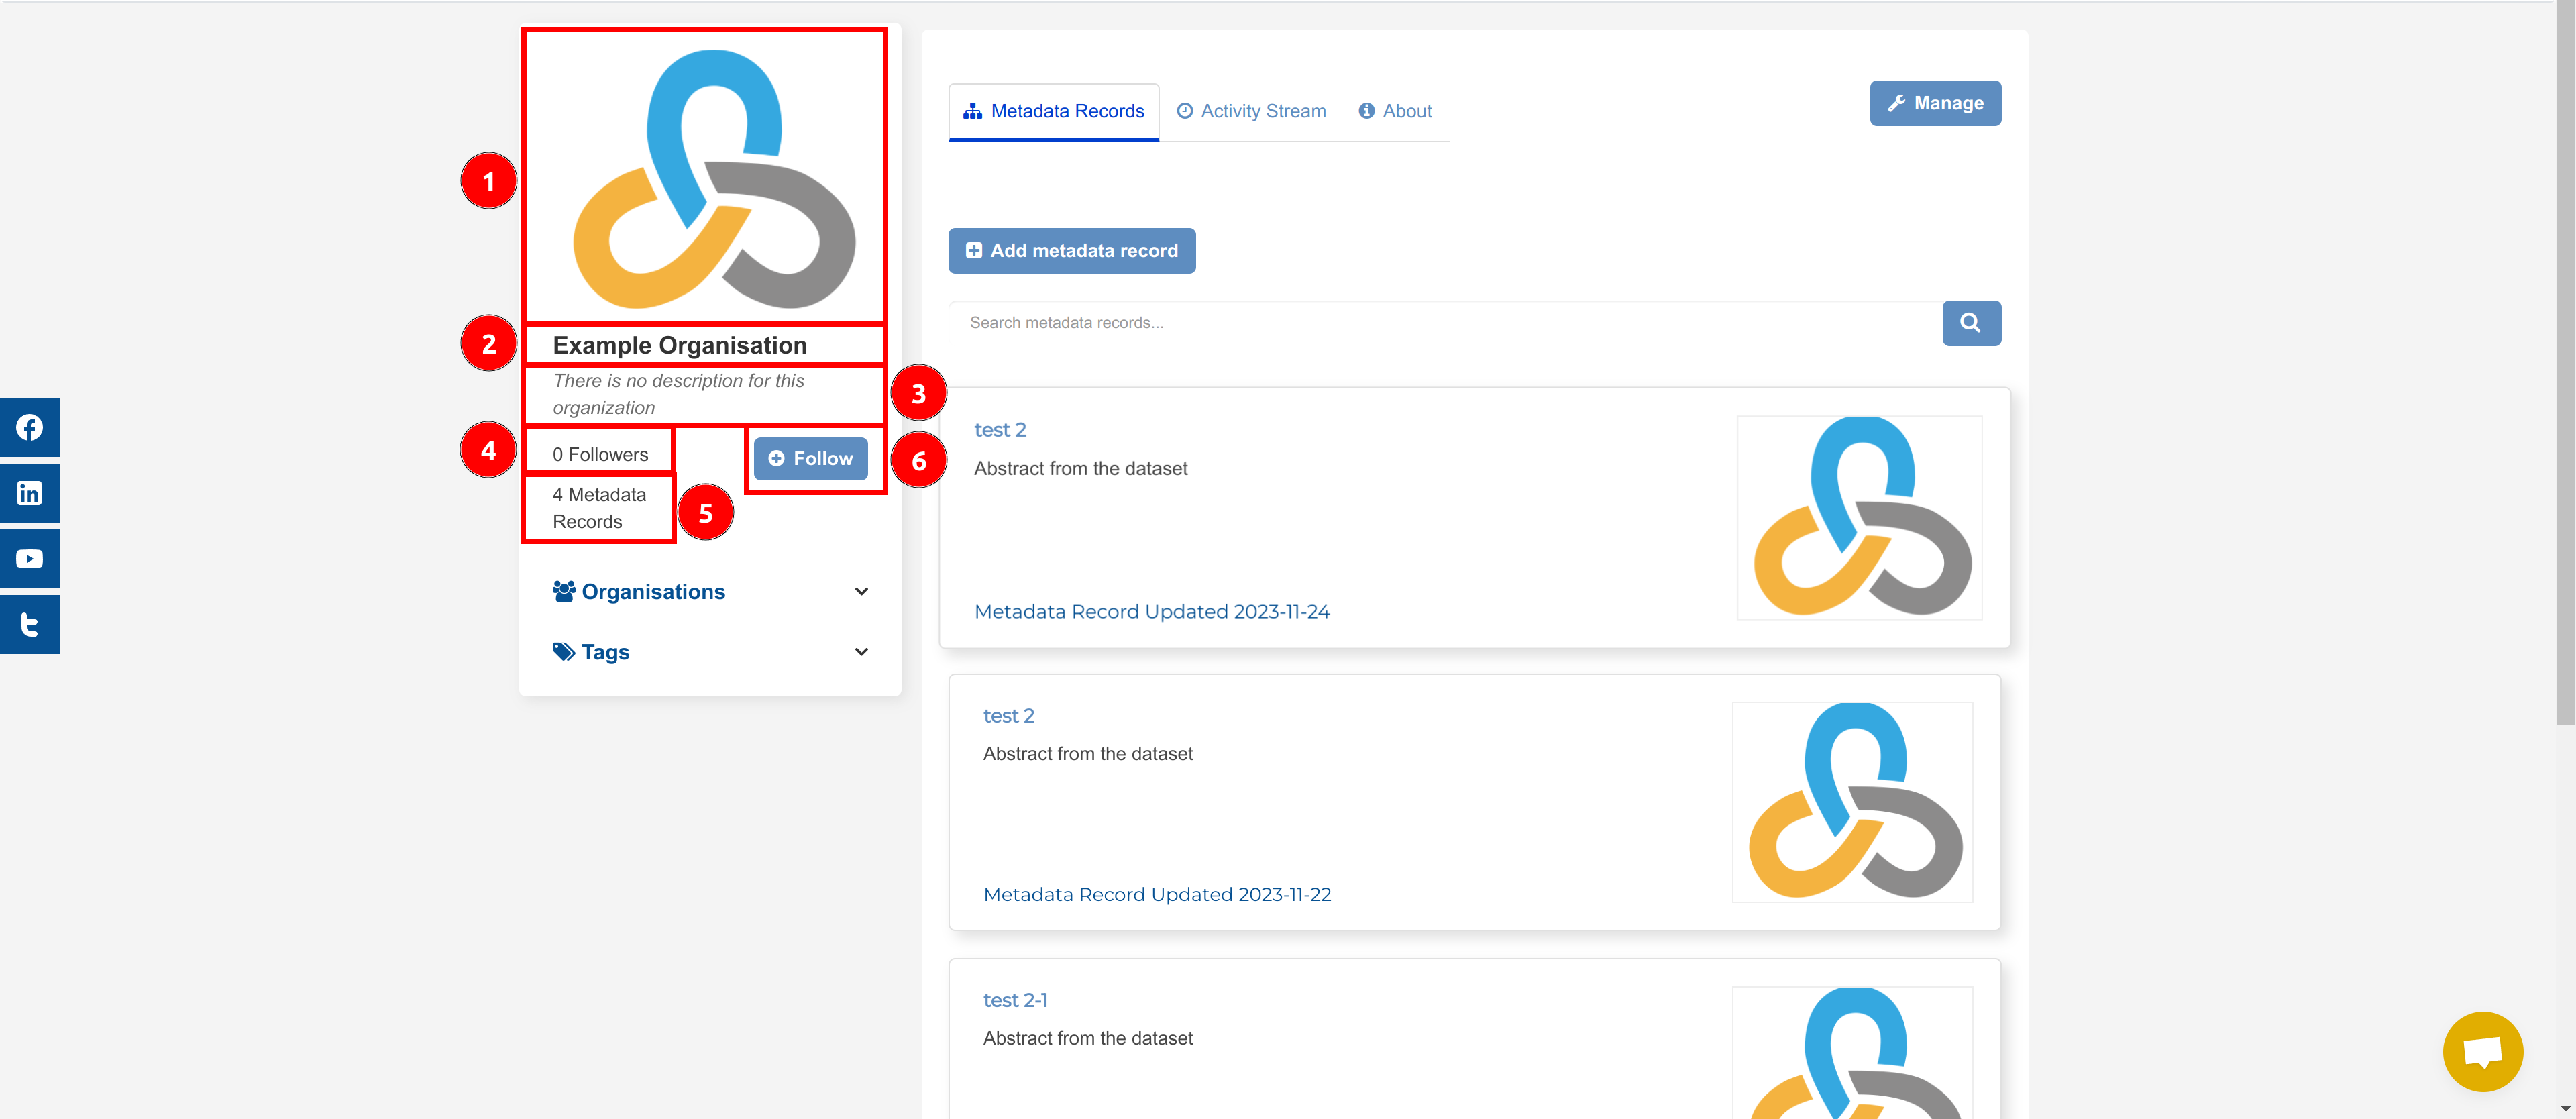 1
2
Example Organisation
There is no description for this
organization
3
4
0 Followers
Follow
6
4 Metadata
Records
5
Organisations
Tags
Metadata Records
Activity Stream
About
Manage
Add metadata record
Search metadata records...
test 2
Abstract from the dataset
Metadata Record Updated 2023-11-24
test 2
Abstract from the dataset
Metadata Record Updated 2023-11-22
test 2-1
Abstract from the dataset